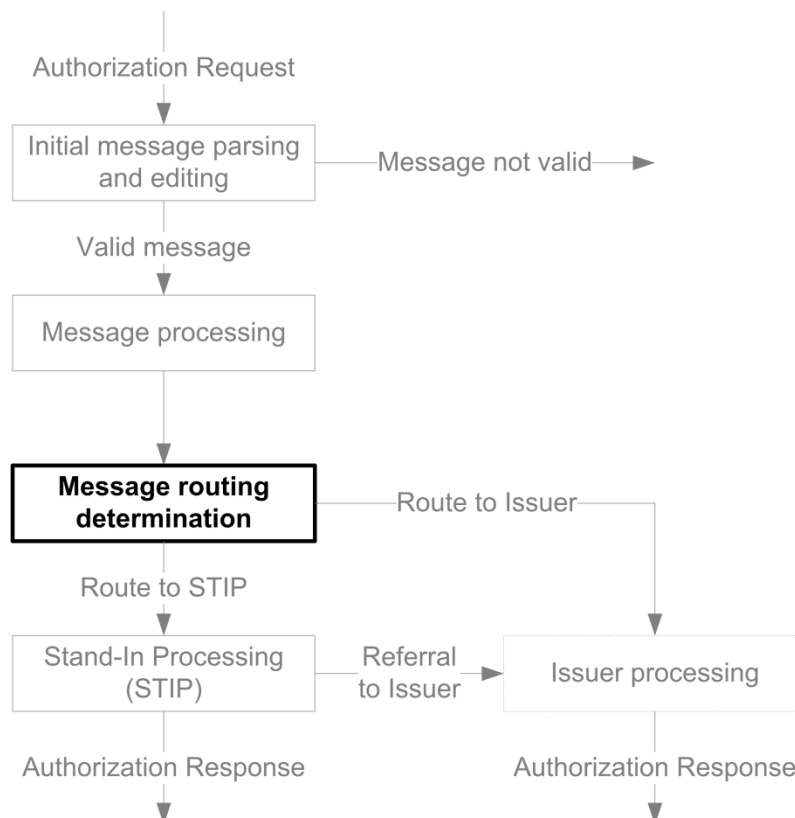 Authorization Request
Initial message parsing
and editing
Message not valid
Valid message
Message processing
Message routing
determination
Route to Issuer
Route to STIP
Stand-In Processing
(STIP)
Referral
to Issuer
Issuer processing
Authorization Response
Authorization Response